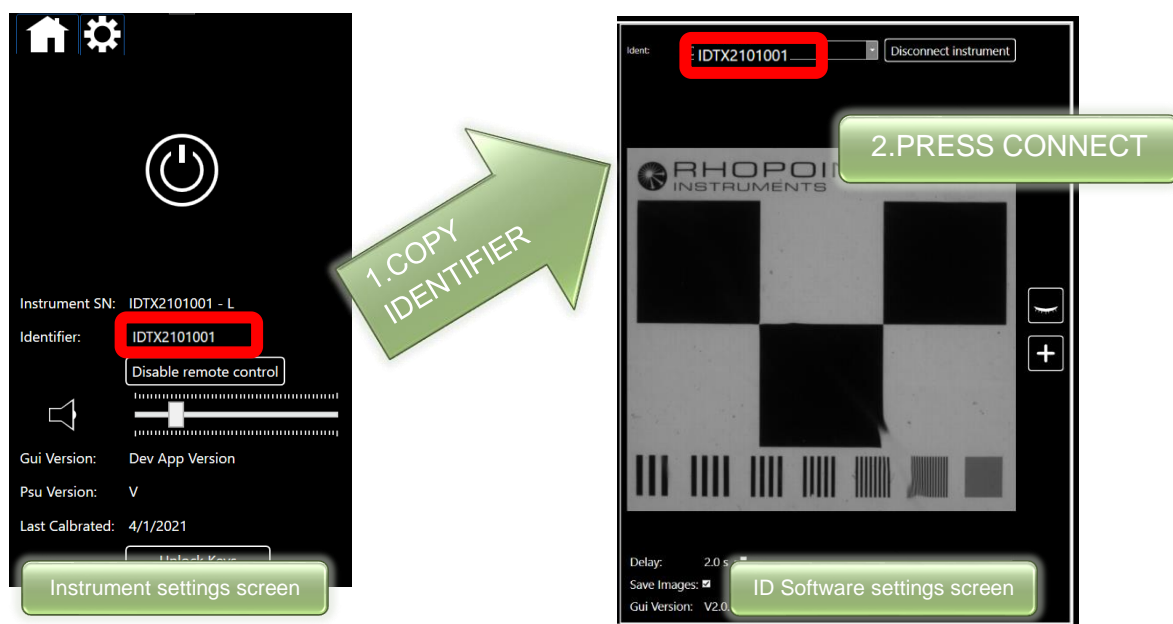 Instrument SN: IDTX2101001 - L
Identifier: IDTX2101001
Disable remote control
Gui Version: Dev App Version
Psu Version: V
Last Calbrated: 4/1/2021
Instrument settings screen
1.COPY
IDENTIFIER
Ident: IDTX2101001
Disconnect instrument
2.PRESS CONNECT
INSTRUMENTS
Delay: 2.0 s
Save Images:
Gui Version: V2.0.
ID Software settings screen